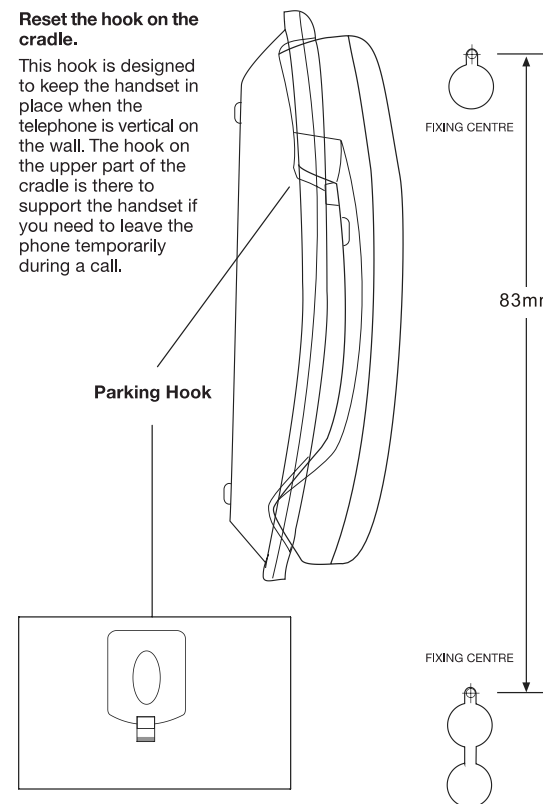 Reset the hook on the
cradle.
This hook is designed
to keep the handset in
place when the
telephone is vertical on
the wall. The hook on
the upper part of the
cradle is there to
support the handset if
you need to leave the
phone temporarily
during a call.
FIXING CENTRE
83mm
Parking Hook
FIXING CENTRE